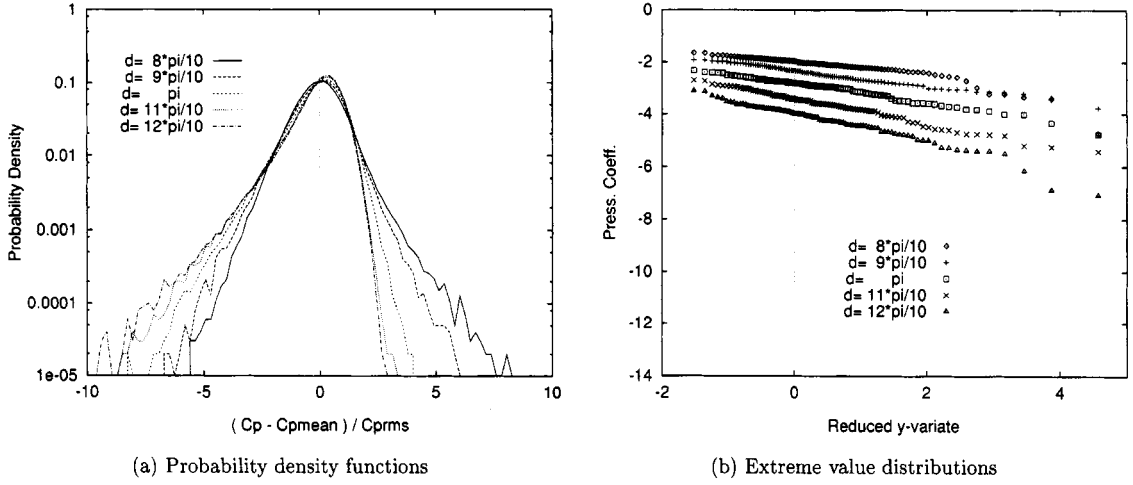 1
0.1
0.01
0.001
0.0001
1e-05
Probability Density
d= 8*pi/10
d= 9*pi/10
d= pi
d= 11*pi/10
d= 12*pi/10
-10 -5 0 5 10
( Cp - Cpmean ) / Cprms
(a) Probability density functions
0
-2
-4
-6
-8
-10
-12
-14
Press. Coeff.
d= 8*pi/10
d= 9*pi/10
d= pi
d= 11*pi/10
d= 12*pi/10
-2 0 2 4
Reduced y-variate
(b) Extreme value distributions